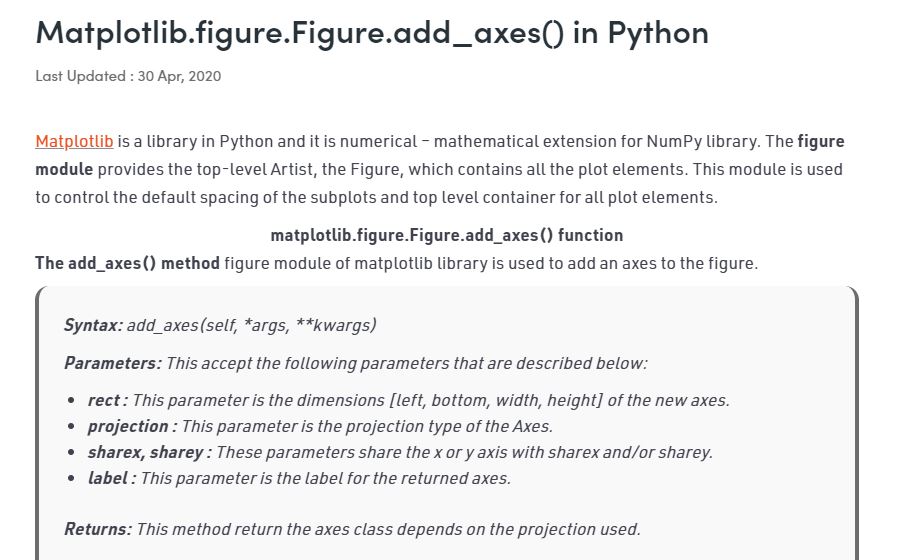 Matplotlib.figure.Figure.add_axes() in Python
Last Updated : 30 Apr, 2020
Matplotlib is a library in Python and it is numerical – mathematical extension for NumPy library. The figure
module provides the top-level Artist, the Figure, which contains all the plot elements. This module is used
to control the default spacing of the subplots and top level container for all plot elements.
matplotlib.figure.Figure.add_axes() function
The add_axes() method figure module of matplotlib library is used to add an axes to the figure.
Syntax: add_axes(self, *args, **kwargs)
Parameters: This accept the following parameters that are described below:
• rect : This parameter is the dimensions [left, bottom, width, height] of the new axes.
• projection : This parameter is the projection type of the Axes.
• sharex, sharey : These parameters share the x or y axis with sharex and/or sharey.
• label : This parameter is the label for the returned axes.
Returns: This method return the axes class depends on the projection used.